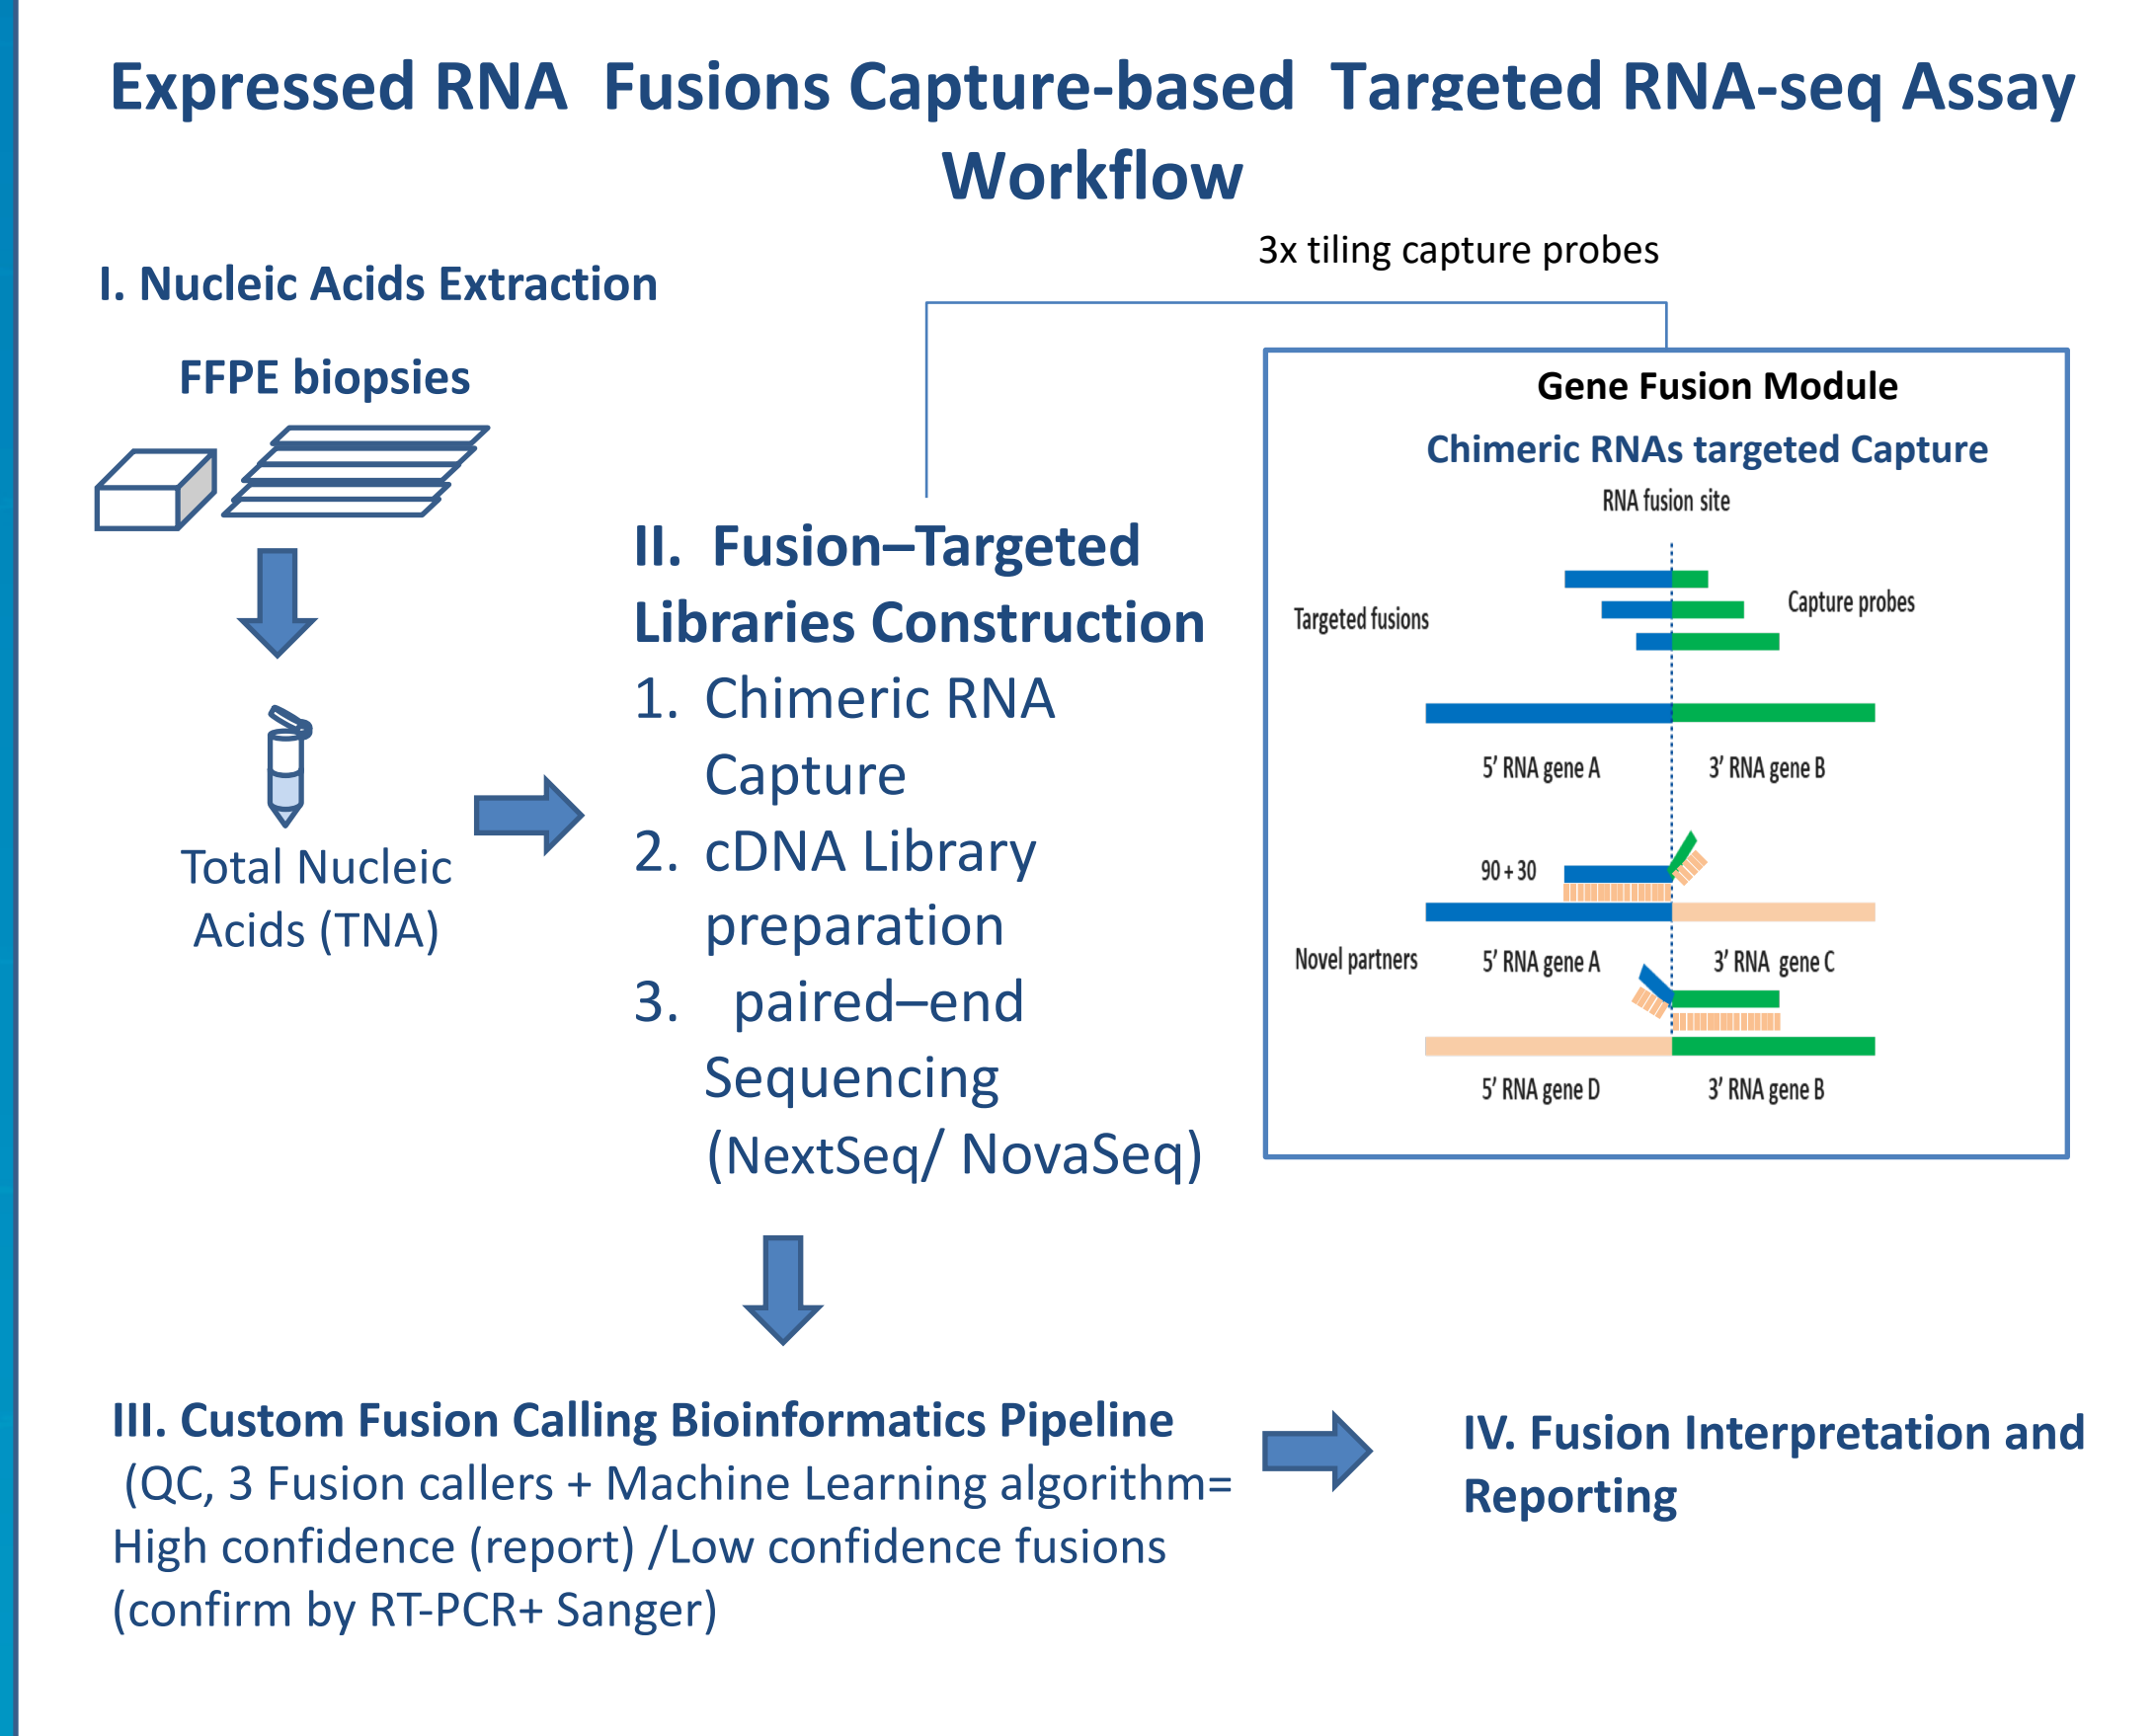 Expressed RNA Fusions Capture-based Targeted RNA-seq Assay
Workflow
I. Nucleic Acids Extraction
FFPE biopsies
Total Nucleic
Acids (TNA)
3x tiling capture probes
II. Fusion–Targeted
Libraries Construction
1. Chimeric RNA
Capture
2. cDNA Library
preparation
3. paired–end
Sequencing
(NextSeq/ NovaSeq)
Gene Fusion Module
Chimeric RNAs targeted Capture
RNA fusion site
Targeted fusions
Capture probes
5’ RNA gene A
3’ RNA gene B
90 + 30
Novel partners
5’ RNA gene A
3’ RNA gene C
5’ RNA gene D
3’ RNA gene B
III. Custom Fusion Calling Bioinformatics Pipeline
(QC, 3 Fusion callers + Machine Learning algorithm=
High confidence (report) /Low confidence fusions
(confirm by RT-PCR+ Sanger)
IV. Fusion Interpretation and
Reporting